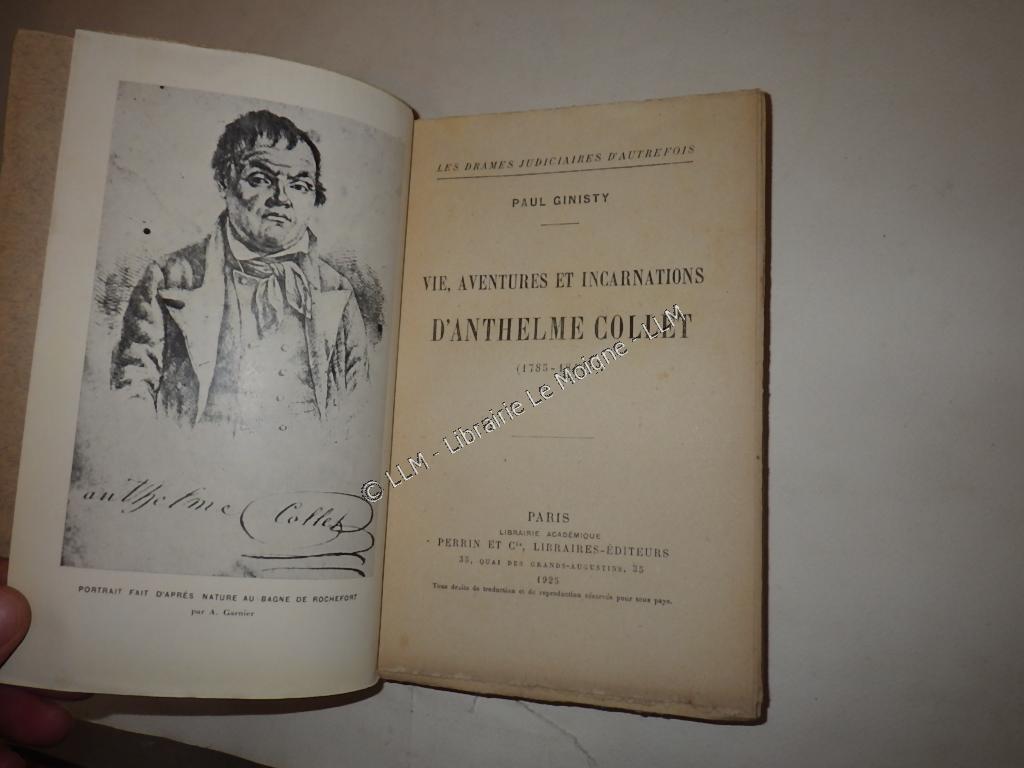 anthelme Collet
PORTRAIT FAIT D'APRÈS NATURE AU BAGNE DE ROCHEFORT
par A. Garnier
LES DRAMES JUDICIAIRES D'AUTREFOIS
PAUL GINISTY
VIE, AVENTURES ET INCARNATIONS
D'ANTHELME COLLET
(1785-
PARIS
LIBRAIRIE ACADÉMIQUE
PERRIN ET Cie, LIBRAIRES-ÉDITEURS
35, QUAI DES GRANDS-AUGUSTINS, 35
1925
Tous droits de traduction et de reproduction réservés pour tous pays.
© LLM - Librairie Le Moigne - LLM